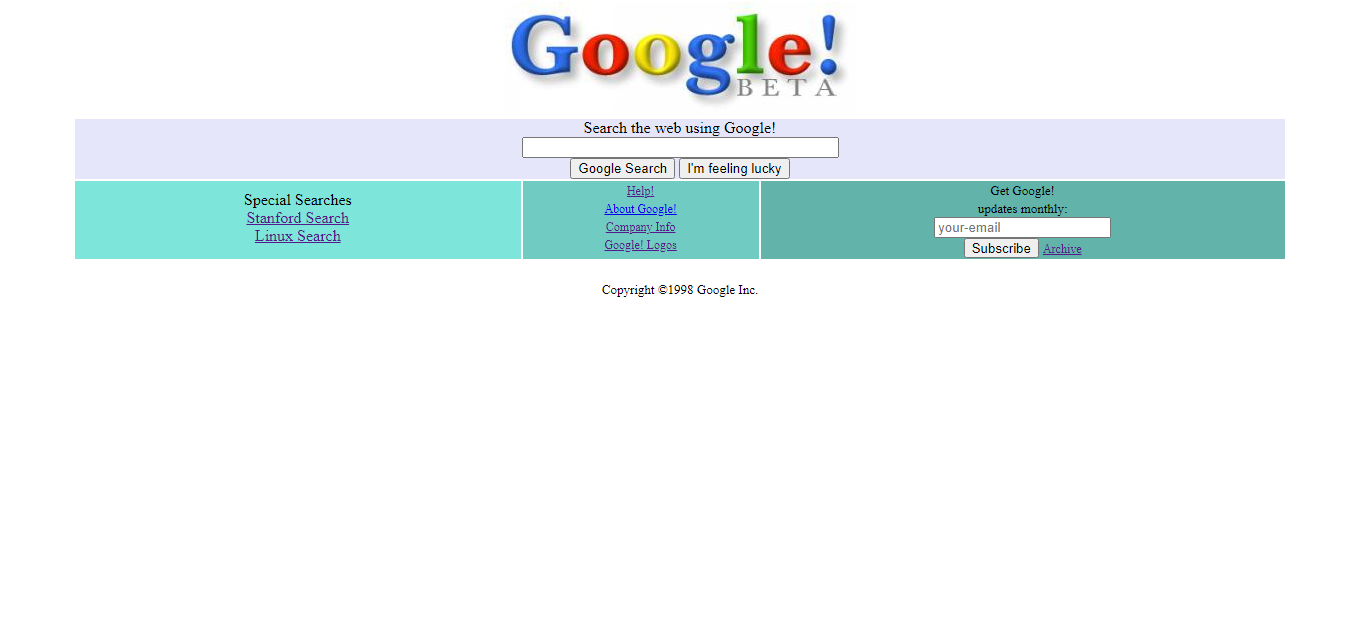 Google!
BETA
Search the web using Google!
Google Search I'm feeling lucky
Special Searches
Stanford Search
Linux Search
Help!
About Google!
Company Info
Google! Logos
Get Google!
updates monthly:
your-email
Subscribe Archive
Copyright ©1998 Google Inc.